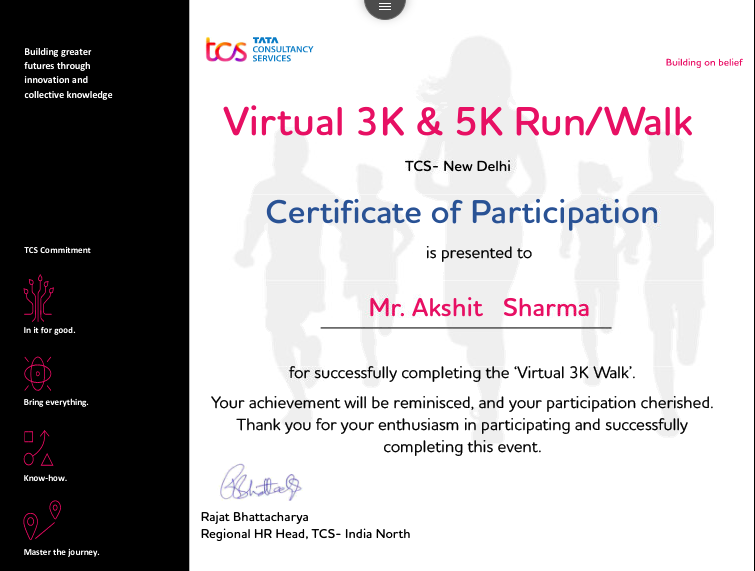 Building greater
futures through
innovation and
collective knowledge
TCS Commitment
In it for good.
Bring everything.
Know-how.
Master the journey.
tcs TATA
CONSULTANCY
SERVICES
Building on belief
Virtual 3K & 5K Run/Walk
TCS- New Delhi
Certificate of Participation
is presented to
Mr. Akshit Sharma
for successfully completing the ‘Virtual 3K Walk’.
Your achievement will be reminisced, and your participation cherished.
Thank you for your enthusiasm in participating and successfully
completing this event.
Rajat Bhattacharya
Regional HR Head, TCS- India North